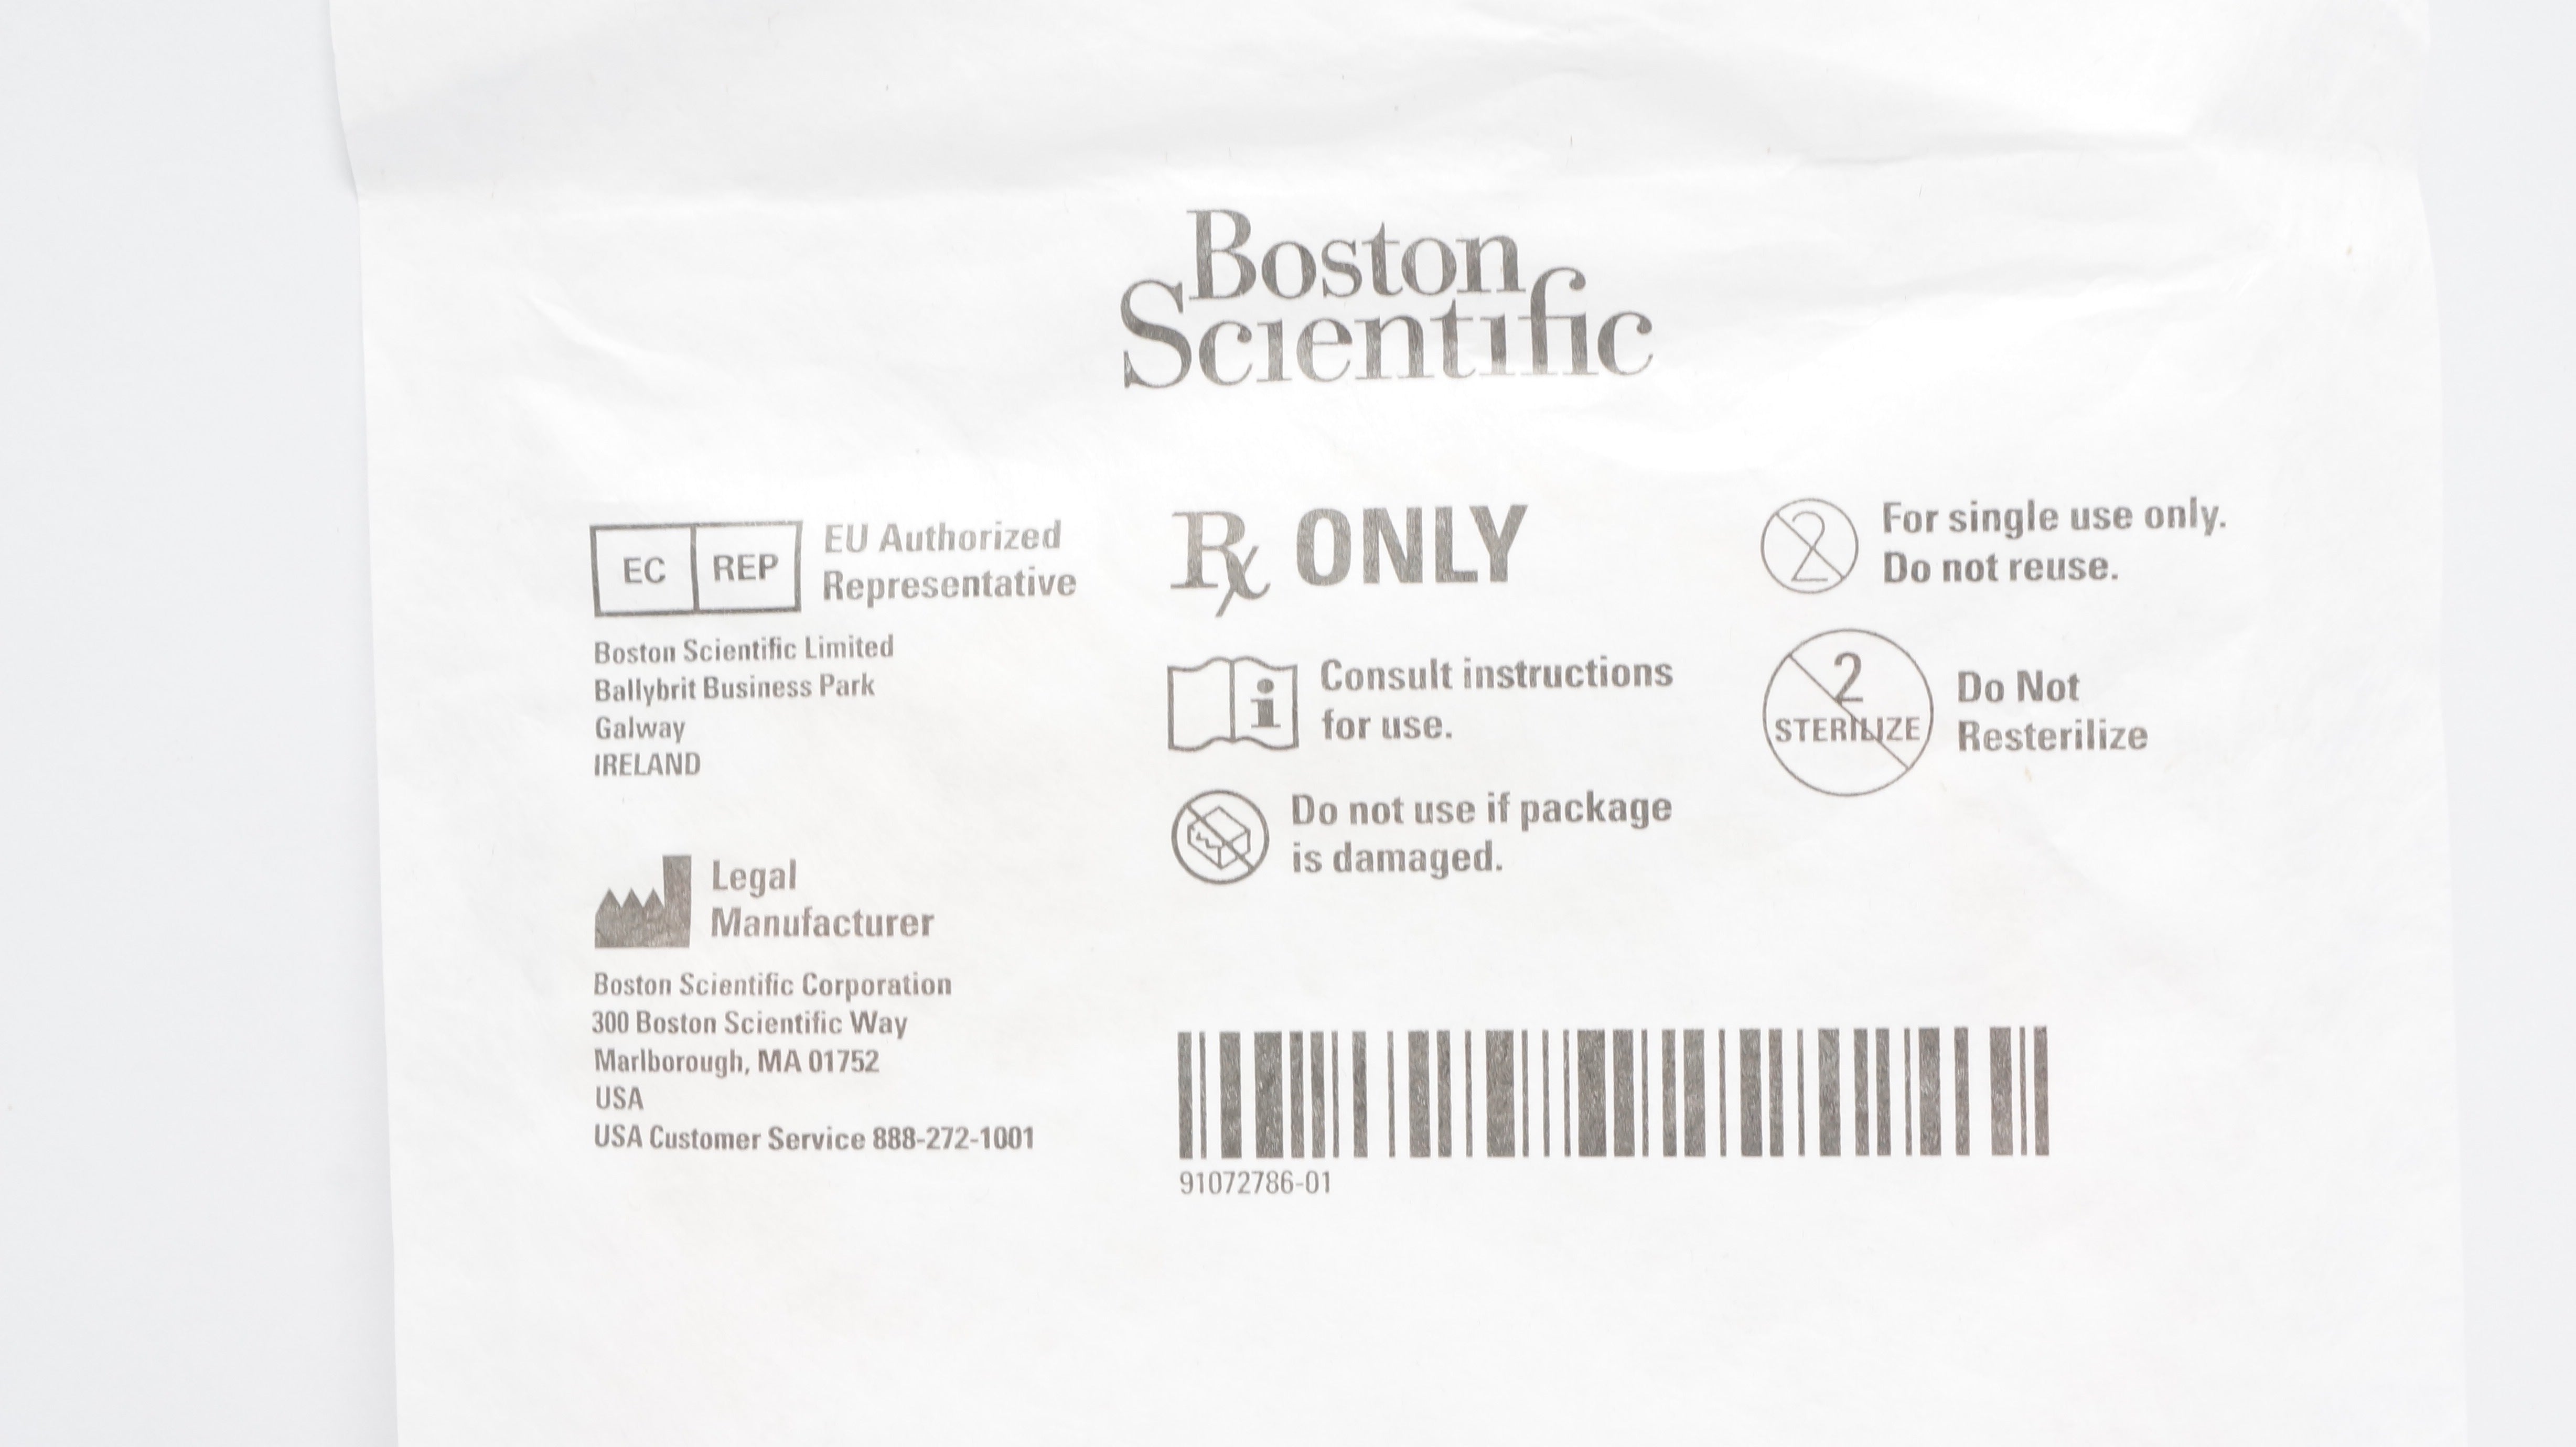 Boston
Scientific
EC REP
EU Authorized
Representative
Boston Scientific Limited
Ballybrit Business Park
Galway
IRELAND
Legal
Manufacturer
Boston Scientific Corporation
300 Boston Scientific Way
Marlborough, MA 01752
USA
USA Customer Service 888-272-1001
Rx ONLY
i
Consult instructions
for use.
Do not use if package
is damaged.
2
For single use only.
Do not reuse.
2
STERILIZE
Do Not
Resterilize
91072786-01